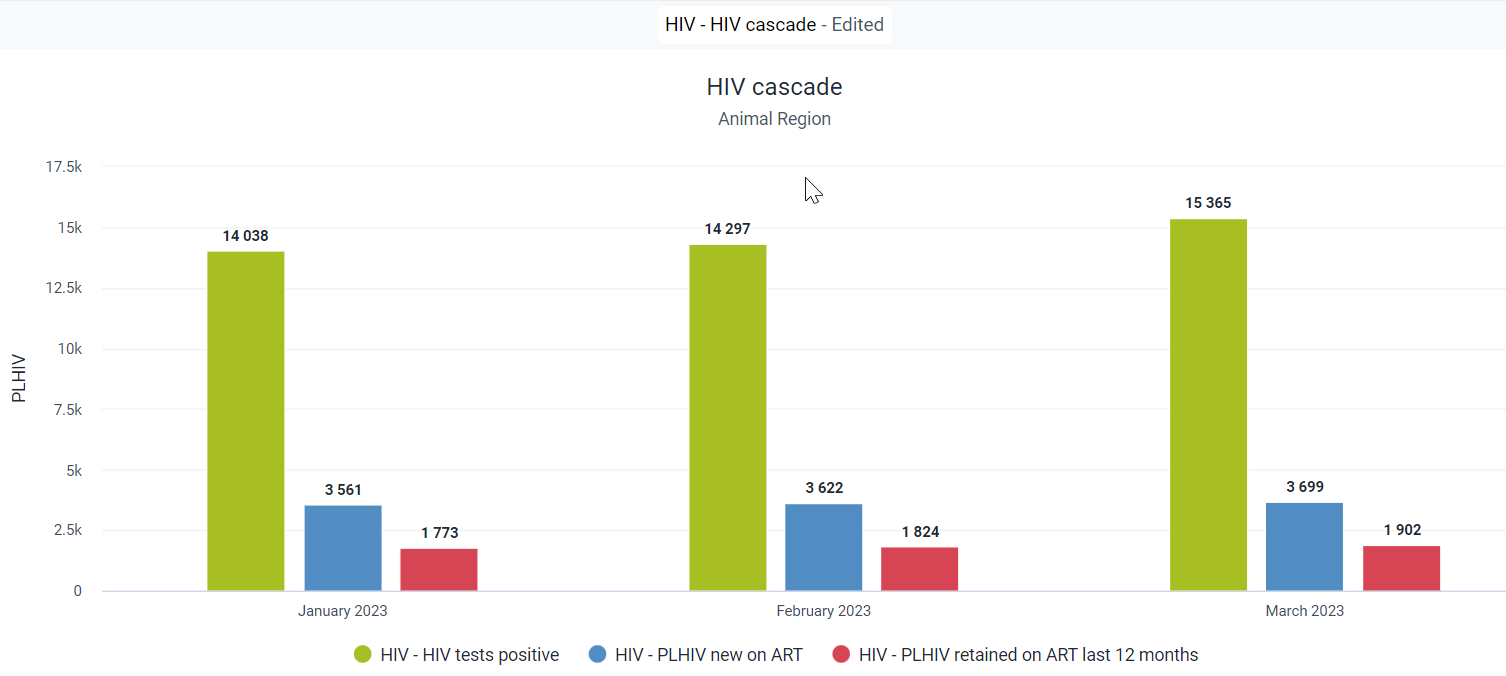 HIV - HIV cascade - Edited
HIV cascade
Animal Region
17.5k
15k
12.5k
10k
7.5k
5k
2.5k
0
PLHIV
14 038
3 561
1 773
14 297
3 622
1 824
15 365
3 699
1 902
January 2023
February 2023
March 2023
HIV - HIV tests positive
HIV - PLHIV new on ART
HIV - PLHIV retained on ART last 12 months